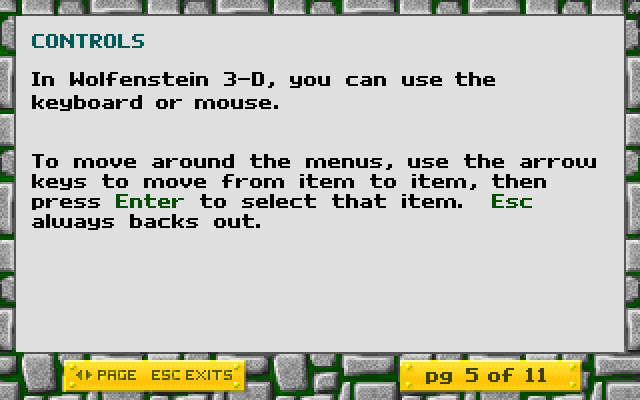 CONTROLS
In Wolfenstein 3-D, you can use the
keyboard or mouse.
To move around the menus, use the arrow
keys to move from item to item, then
press Enter to select that item. Esc
always backs out.
PAGE ESC EXITS
pg 5 of 11